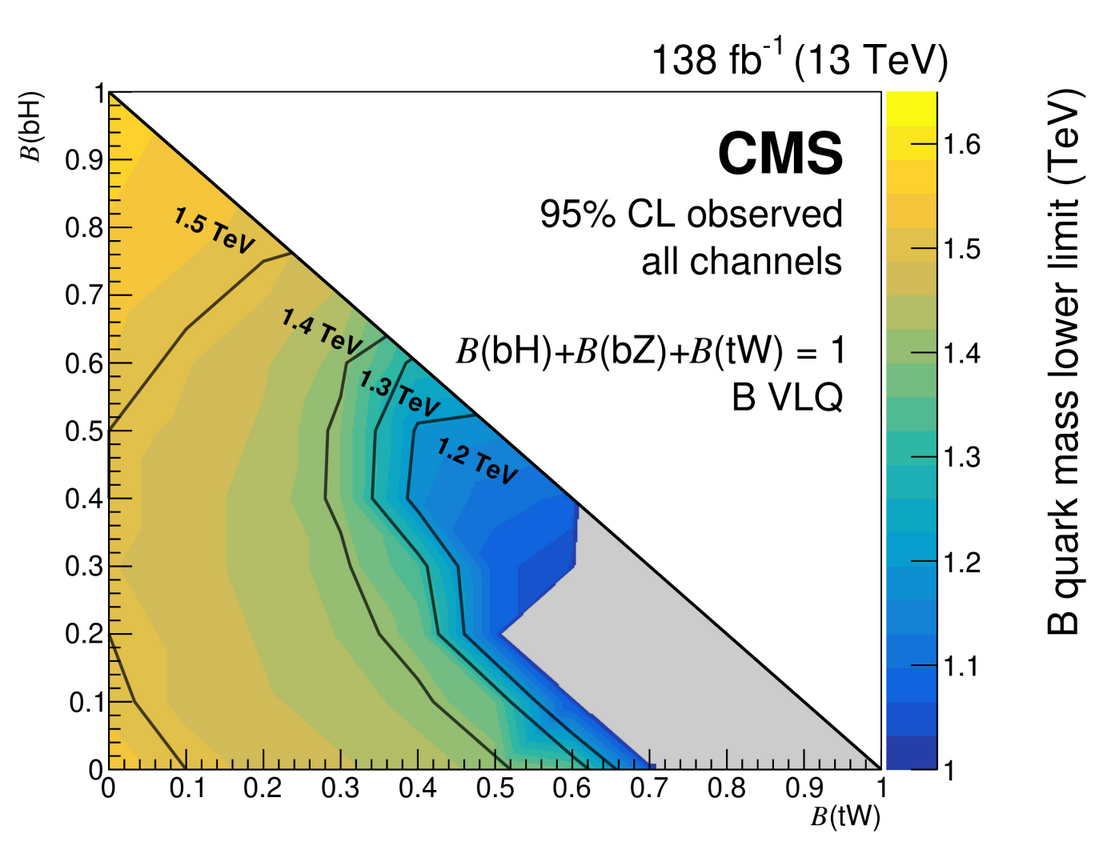 138 fb-1 (13 TeV)
CMS
95% CL observed
all channels
B(bH)+B(bZ)+B(tW) = 1
B VLQ
1.5 TeV
1.4 TeV
1.3 TeV
1.2 TeV
B(bH)
1
0.9
0.8
0.7
0.6
0.5
0.4
0.3
0.2
0.1
0
0 0.1 0.2 0.3 0.4 0.5 0.6 0.7 0.8 0.9 1
B(tW)
1.6
1.5
1.4
1.3
1.2
1.1
1
B quark mass lower limit (TeV)